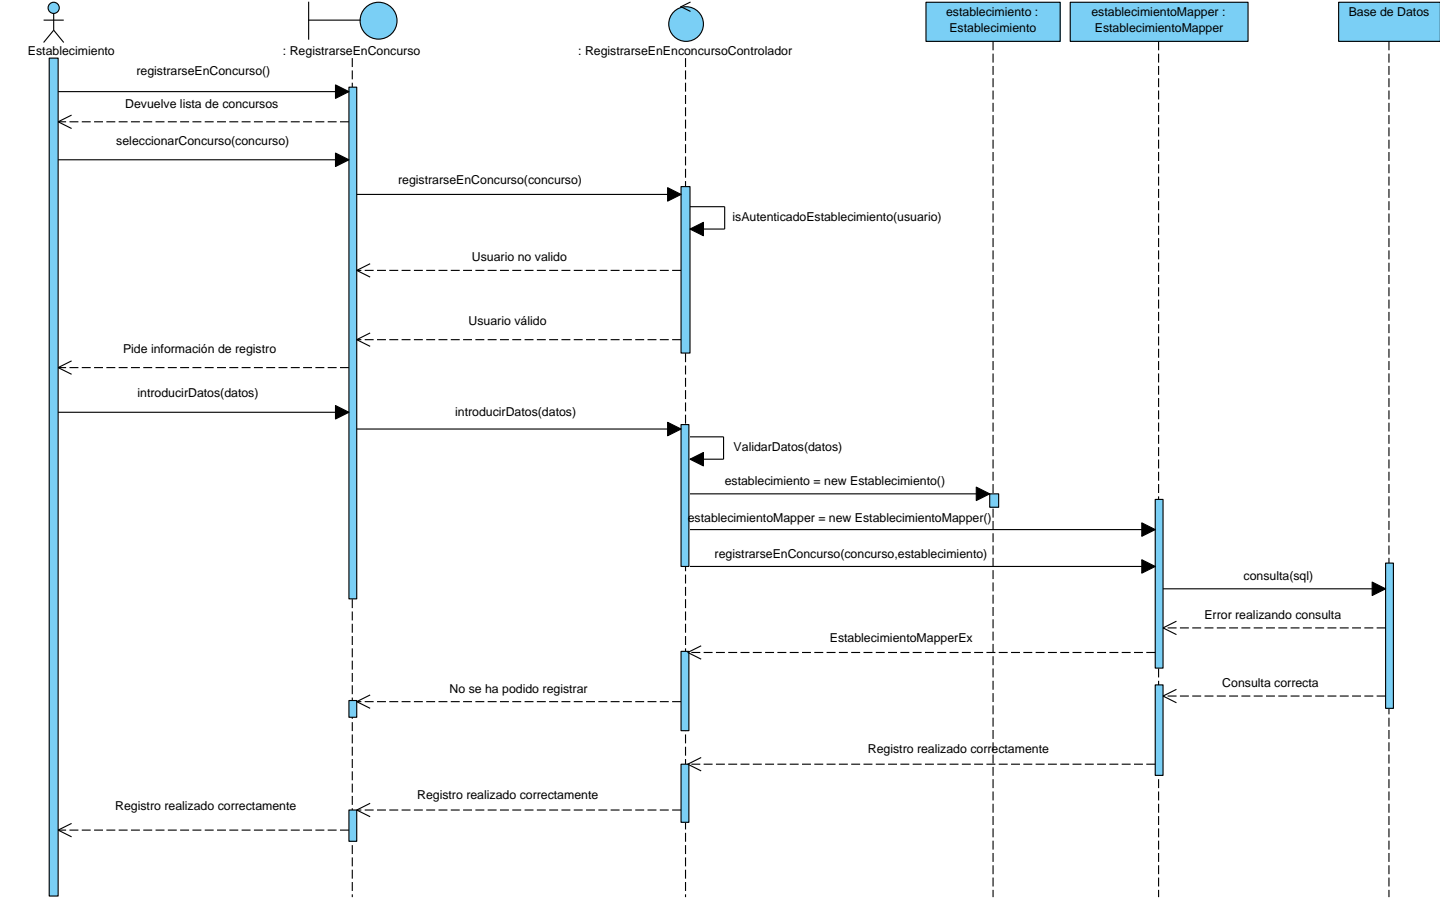 establecimiento :
Establecimiento
establecimientoMapper :
EstablecimientoMapper
Base de Datos
Establecimiento
: RegistrarseEnConcurso
: RegistrarseEnEnconcursoControlador
registrarseEnConcurso()
Devuelve lista de concursos
seleccionarConcurso(concurso)
registrarseEnConcurso(concurso)
isAutenticadoEstablecimiento(usuario)
Usuario no valido
Usuario válido
Pide información de registro
introducirDatos(datos)
introducirDatos(datos)
ValidarDatos(datos)
establecimiento = new Establecimiento()
establecimientoMapper = new EstablecimientoMapper()
registrarseEnConcurso(concurso,establecimiento)
consulta(sql)
Error realizando consulta
EstablecimientoMapperEx
Consulta correcta
No se ha podido registrar
Registro realizado correctamente
Registro realizado correctamente
Registro realizado correctamente